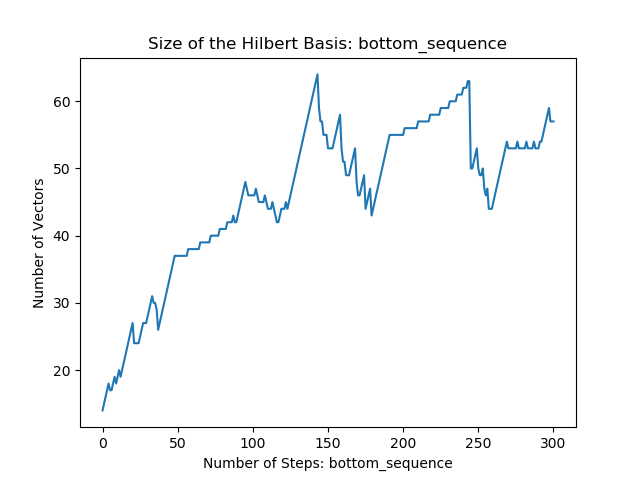 Size of the Hilbert Basis: bottom_sequence
Number of Vectors
60
50
40
30
20
0 50 100 150 200 250 300
Number of Steps: bottom_sequence